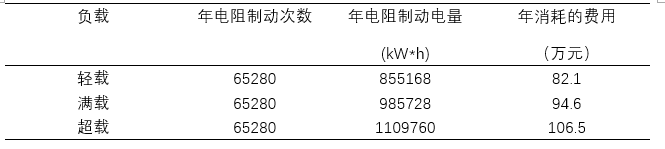 负载 年电阻制动次数 年电阻制动电量 年消耗的费用
(kW*h) （万元）
轻载 65280 855168 82.1
满载 65280 985728 94.6
超载 65280 1109760 106.5